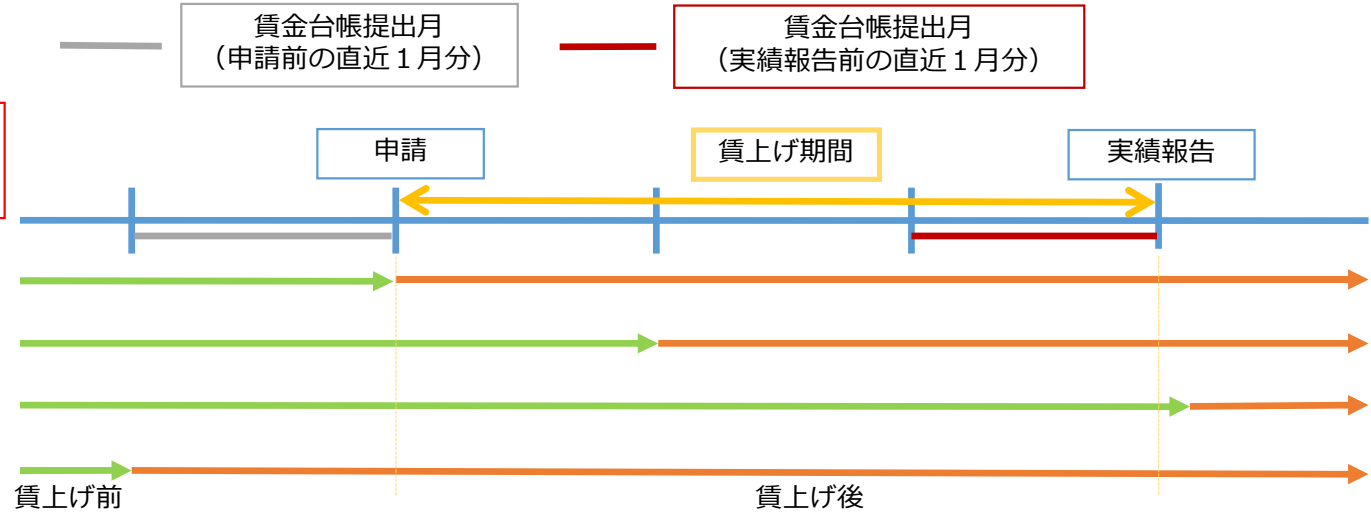 賃金台帳提出月
（申請前の直近１月分）
賃金台帳提出月
（実績報告前の直近１月分）
申請
賃上げ期間
実績報告
賃上げ前
賃上げ後